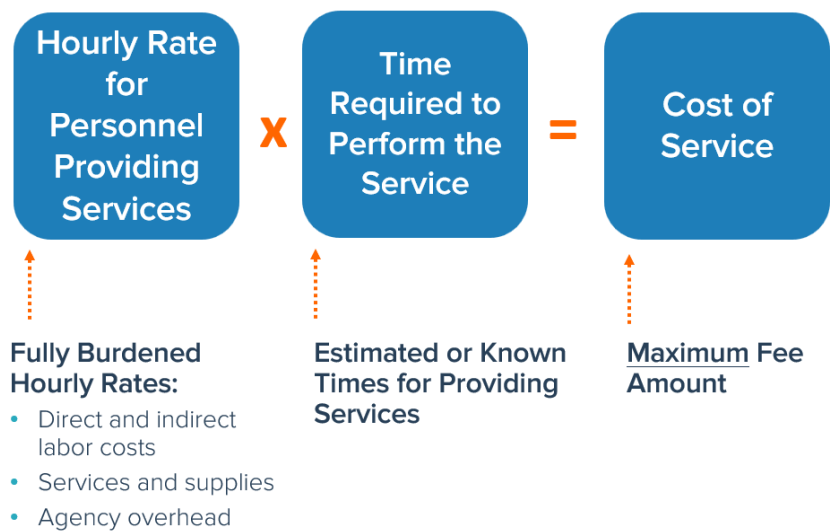 Hourly Rate
for
Personnel
Providing
Services
x
Time
Required to
Perform the
Service
=
Cost of
Service
Fully Burdened
Hourly Rates:
• Direct and indirect
labor costs
• Services and supplies
• Agency overhead
Estimated or Known
Times for Providing
Services
Maximum Fee
Amount